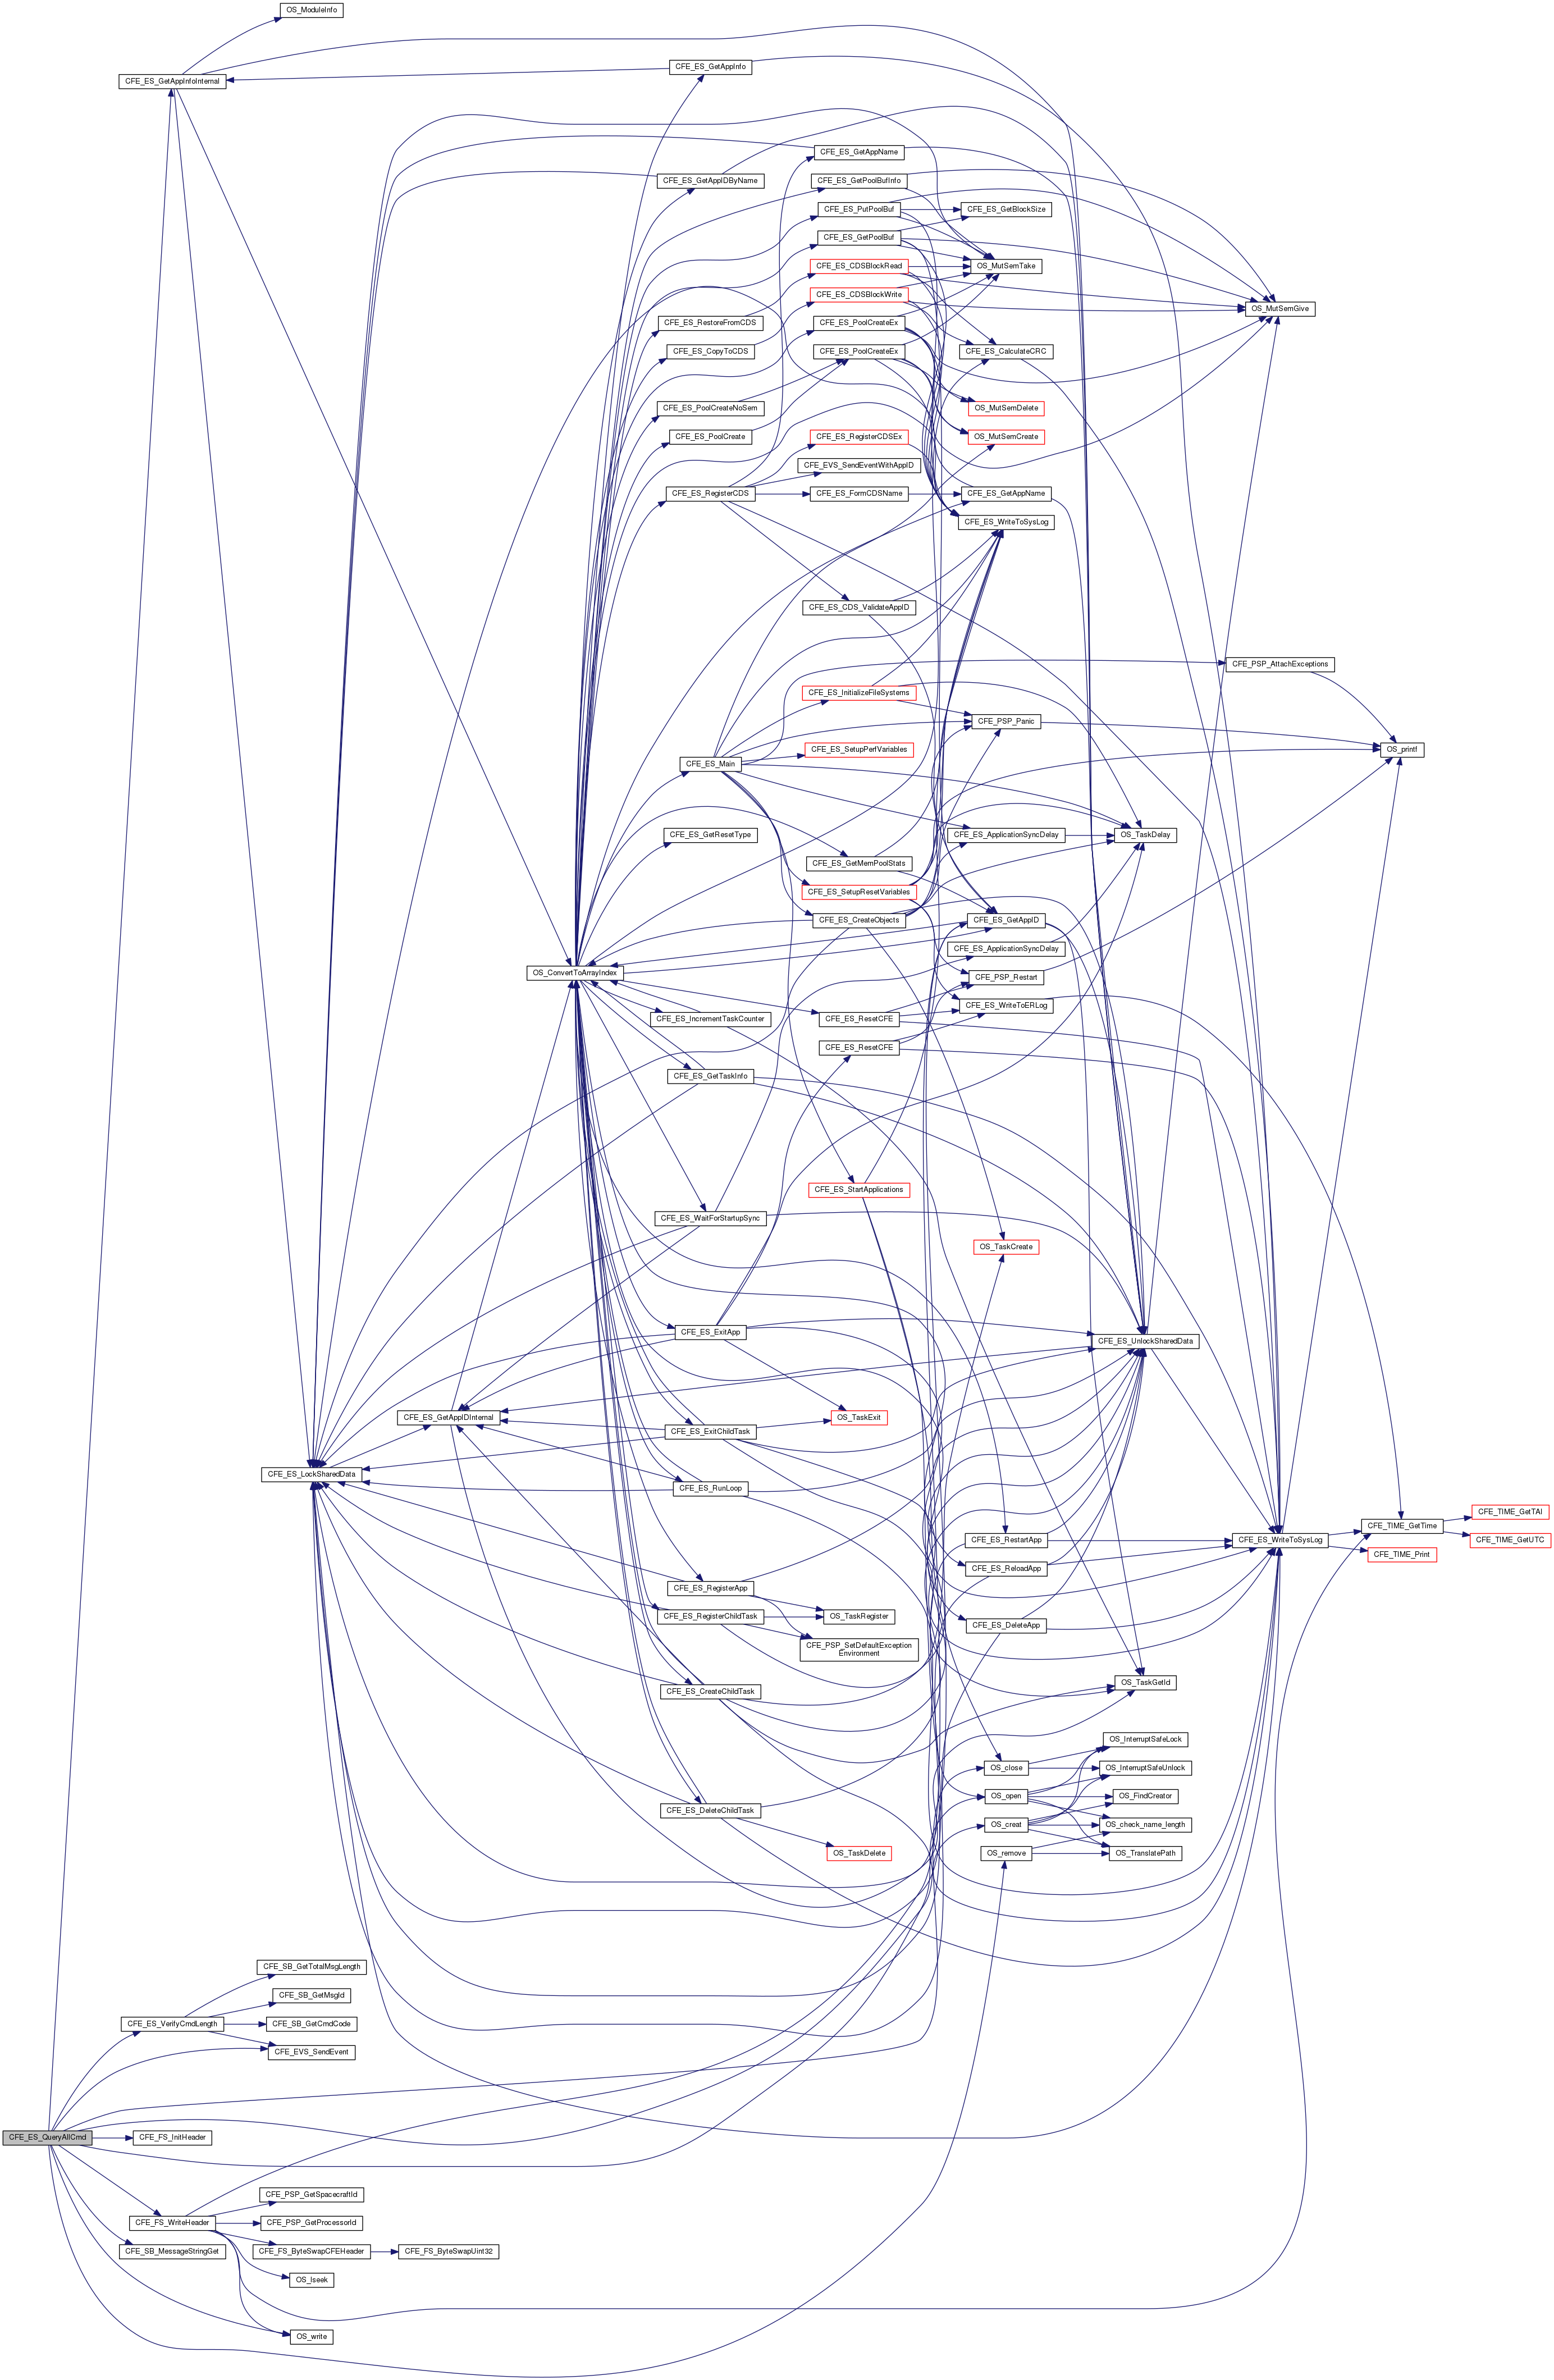 OS_ModuleInfo
CFE_ES_GetAppInfo
CFE_ES_GetAppInfoInternal
CFE_ES_GetAppName
CFE_ES_GetAppIDByName
CFE_ES_GetPoolBufInfo
CFE_ES_PutPoolBuf
CFE_ES_GetBlockSize
CFE_ES_GetPoolBuf
CFE_ES_CDSBlockRead
OS_MutSemTake
CFE_ES_CDSBlockWrite
OS_MutSemGive
CFE_ES_RestoreFromCDS
CFE_ES_PoolCreateEx
CFE_ES_CopyToCDS
CFE_ES_PoolCreateEx
CFE_ES_CalculateCRC
CFE_ES_PoolCreateNoSem
OS_MutSemDelete
CFE_ES_PoolCreate
CFE_ES_RegisterCDSEx
OS_MutSemCreate
CFE_EVS_SendEventWithAppID
CFE_ES_RegisterCDS
CFE_ES_FormCDSName
CFE_ES_GetAppName
CFE_ES_WriteToSysLog
CFE_ES_CDS_ValidateAppID
CFE_PSP_AttachExceptions
CFE_ES_InitializeFileSystems
CFE_PSP_Panic
CFE_ES_SetupPerfVariables
OS_printf
CFE_ES_Main
CFE_ES_GetResetType
CFE_ES_ApplicationSyncDelay
OS_TaskDelay
CFE_ES_GetMemPoolStats
CFE_ES_SetupResetVariables
CFE_ES_CreateObjects
CFE_ES_GetAppID
CFE_ES_ApplicationSyncDelay
OS_ConvertToArrayIndex
CFE_PSP_Restart
CFE_ES_WriteToERLog
CFE_ES_IncrementTaskCounter
CFE_ES_ResetCFE
CFE_ES_ResetCFE
CFE_ES_GetTaskInfo
CFE_ES_StartApplications
CFE_ES_WaitForStartupSync
OS_TaskCreate
CFE_ES_ExitApp
CFE_ES_UnlockSharedData
CFE_ES_GetAppIDInternal
OS_TaskExit
CFE_ES_ExitChildTask
CFE_ES_LockSharedData
CFE_ES_RunLoop
CFE_TIME_GetTAI
CFE_TIME_GetTime
CFE_ES_RestartApp
CFE_ES_WriteToSysLog
CFE_TIME_GetUTC
CFE_TIME_Print
CFE_ES_ReloadApp
CFE_ES_RegisterApp
CFE_ES_RegisterChildTask
OS_TaskRegister
CFE_ES_DeleteApp
CFE_PSP_SetDefaultException
Environment
OS_TaskGetId
CFE_ES_CreateChildTask
OS_InterruptSafeLock
OS_close
OS_InterruptSafeUnlock
OS_open
OS_FindCreator
CFE_ES_DeleteChildTask
OS_creat
OS_check_name_length
OS_TaskDelete
OS_remove
OS_TranslatePath
CFE_SB_GetTotalMsgLength
CFE_SB_GetMsgId
CFE_ES_VerifyCmdLength
CFE_SB_GetCmdCode
CFE_EVS_SendEvent
CFE_ES_QueryAllCmd
CFE_FS_InitHeader
CFE_PSP_GetSpacecraftId
CFE_FS_WriteHeader
CFE_PSP_GetProcessorId
CFE_SB_MessageStringGet
CFE_FS_ByteSwapCFEHeader
CFE_FS_ByteSwapUint32
OS_lseek
OS_write